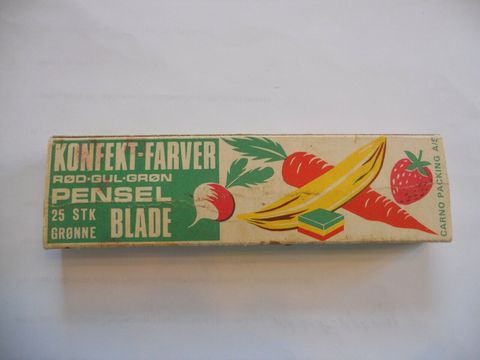 KONFEKT-FARVER
RØD·GUL·GRØN
PENSEL
25 STK
GRØNNE BLADE
CARNO PACKING A/S